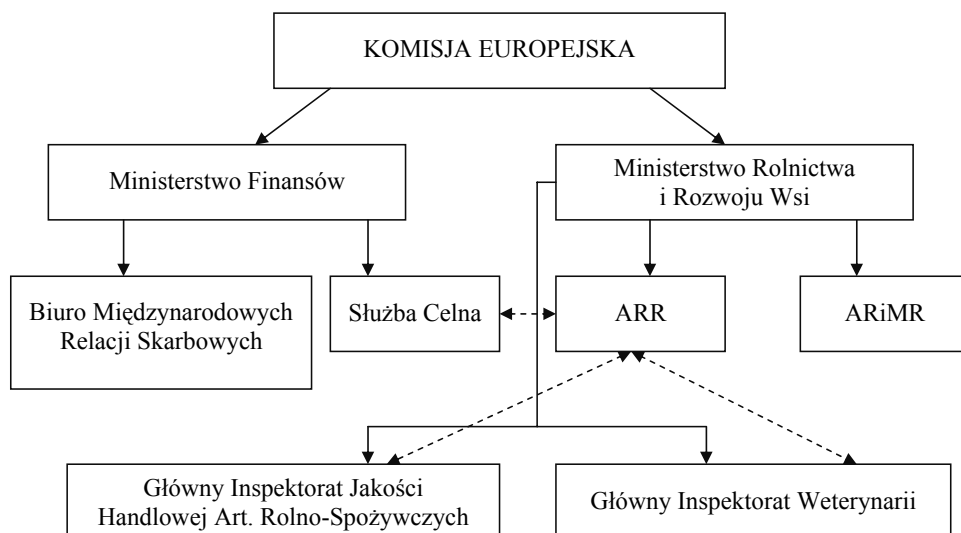 KOMISJA EUROPEJSKA
Ministerstwo Finansów
Ministerstwo Rolnictwa
i Rozwoju Wsi
Biuro Międzynarodowych
Relacji Skarbowych
Służba Celna
ARR
ARiMR
Główny Inspektorat Jakości
Handlowej Art. Rolno-Spożywczych
Główny Inspektorat Weterynarii